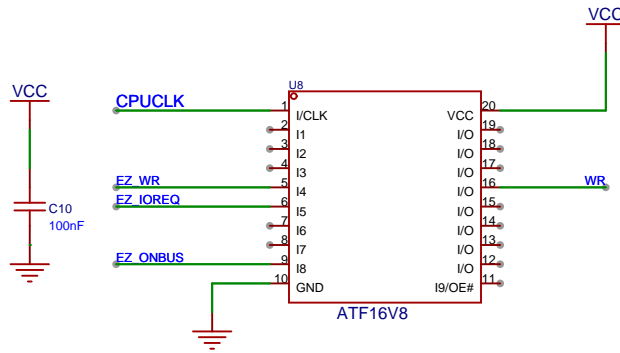 VCC
VCC
U8
CPUCLK 1 I/CLK VCC 20
2 I1 I/O 19
3 I2 I/O 18
4 I3 I/O 17
EZ_WR 5 I4 I/O 16 WR
EZ_IOREQ 6 I5 I/O 15
7 I6 I/O 14
8 I7 I/O 13
EZ_ONBUS 9 I8 I/O 12
10 GND I9/OE# 11
C10
100nF
ATF16V8